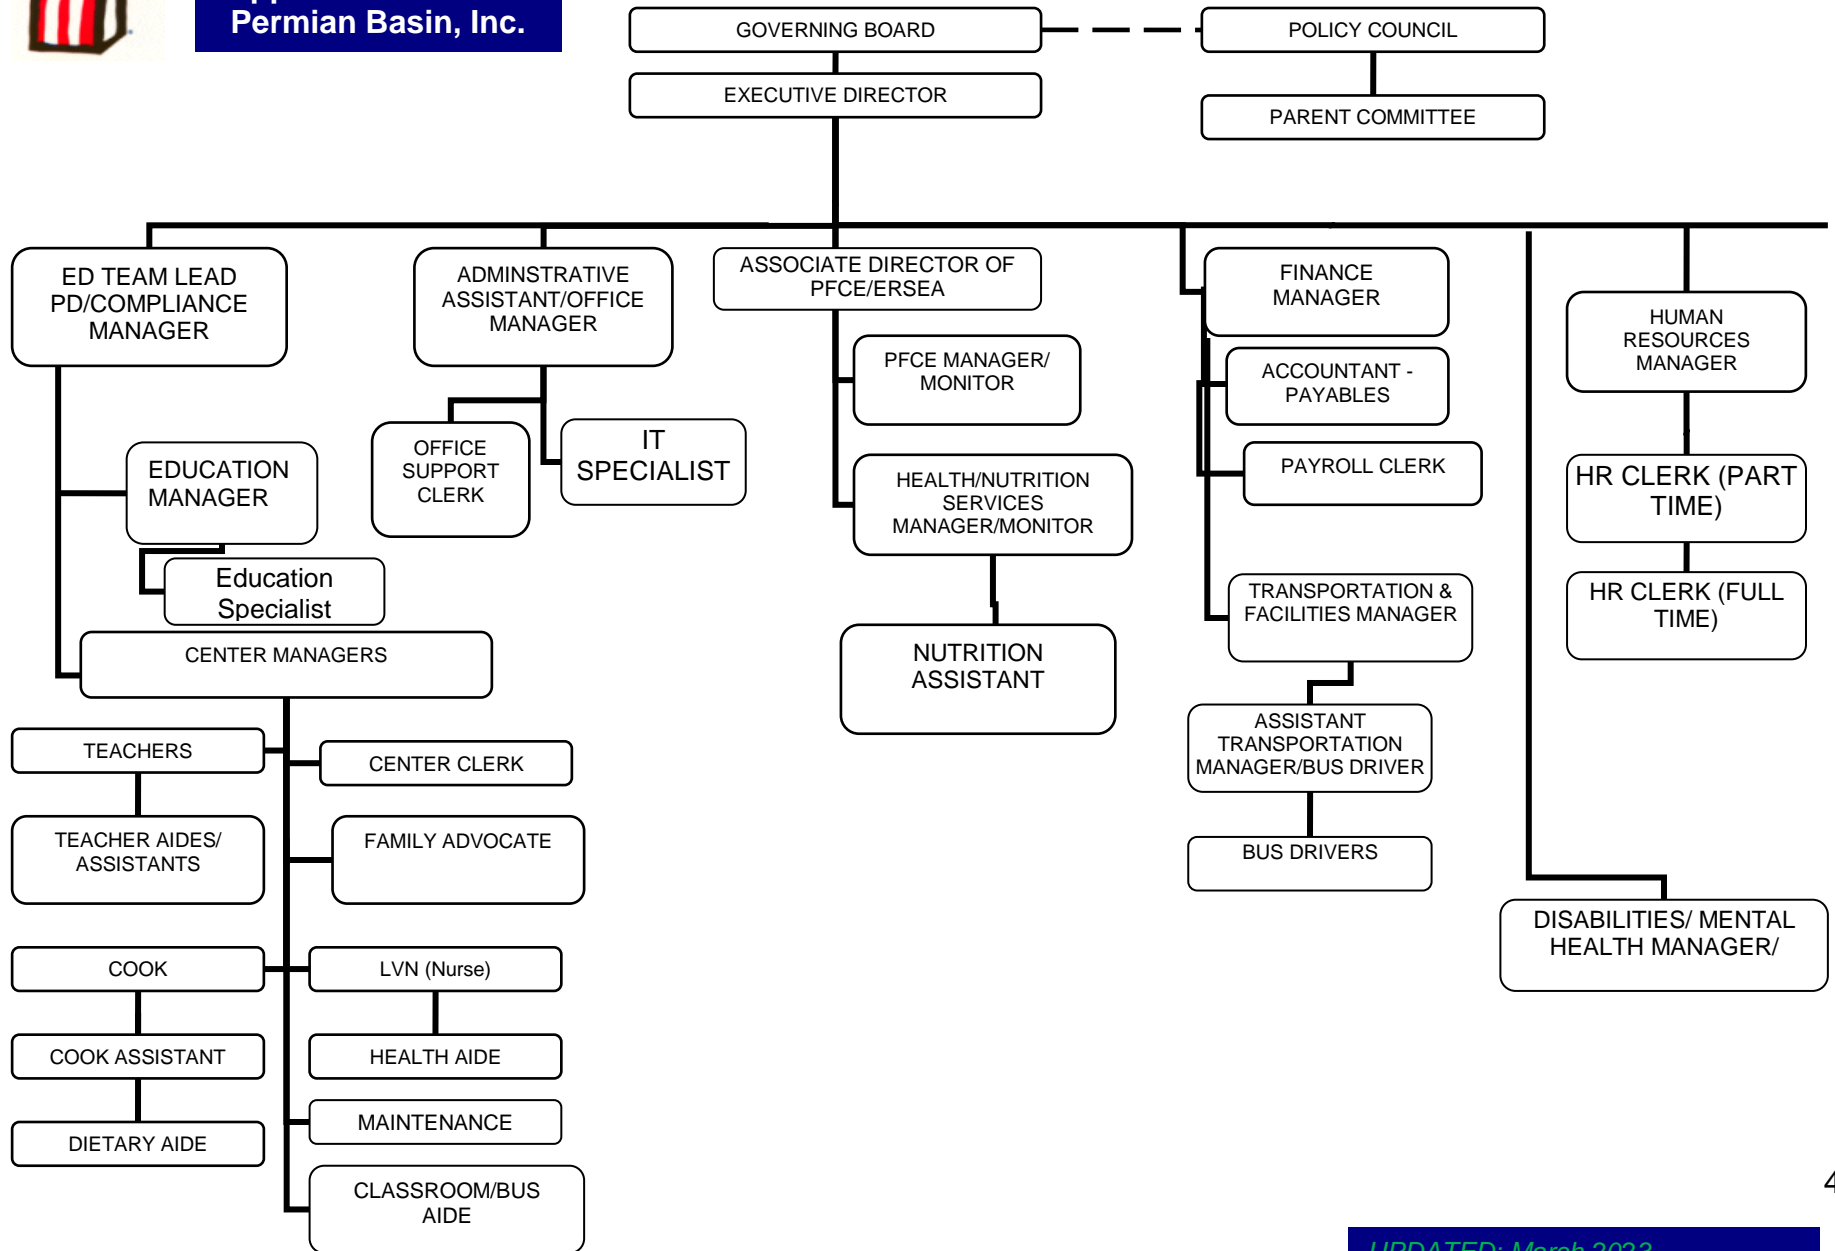 Permian Basin, Inc.
GOVERNING BOARD
POLICY COUNCIL
EXECUTIVE DIRECTOR
PARENT COMMITTEE
ED TEAM LEAD
PD/COMPLIANCE
MANAGER
ADMINSTRATIVE
ASSISTANT/OFFICE
MANAGER
ASSOCIATE DIRECTOR OF
PFCE/ERSEA
FINANCE
MANAGER
HUMAN
RESOURCES
MANAGER
PFCE MANAGER/
MONITOR
ACCOUNTANT -
PAYABLES
OFFICE
SUPPORT
CLERK
IT
SPECIALIST
EDUCATION
MANAGER
HEALTH/NUTRITION
SERVICES
MANAGER/MONITOR
PAYROLL CLERK
HR CLERK (PART
TIME)
Education
Specialist
TRANSPORTATION &
FACILITIES MANAGER
HR CLERK (FULL
TIME)
CENTER MANAGERS
NUTRITION
ASSISTANT
ASSISTANT
TRANSPORTATION
MANAGER/BUS DRIVER
TEACHERS
CENTER CLERK
TEACHER AIDES/
ASSISTANTS
FAMILY ADVOCATE
BUS DRIVERS
DISABILITIES/ MENTAL
HEALTH MANAGER/
COOK
LVN (Nurse)
COOK ASSISTANT
HEALTH AIDE
MAINTENANCE
DIETARY AIDE
CLASSROOM/BUS
AIDE
4
UPDATED: March 2023